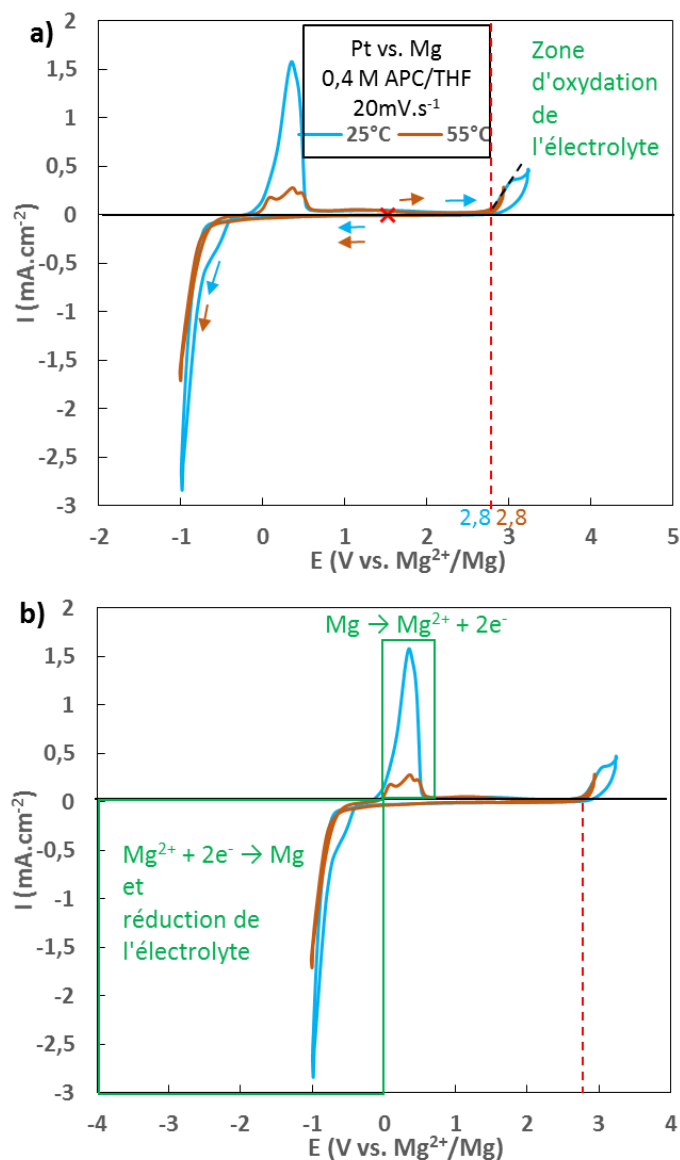 a)
Pt vs. Mg
0,4 M APC/THF
20mV.s⁻¹
25°C 55°C
Zone
d'oxydation
de
l'électrolyte
2
1,5
1
0,5
0
-0,5
-1
-1,5
-2
-2,5
-3
I (mA.cm⁻²)
2,8 2,8
-2 -1 0 1 2 3 4 5
E (V vs. Mg²⁺/Mg)
b)
Mg → Mg²⁺ + 2e⁻
2
1,5
1
0,5
0
-0,5
-1
-1,5
-2
-2,5
-3
I (mA.cm⁻²)
Mg²⁺ + 2e⁻ → Mg
et
réduction de
l'électrolyte
-4 -3 -2 -1 0 1 2 3 4
E (V vs. Mg²⁺/Mg)